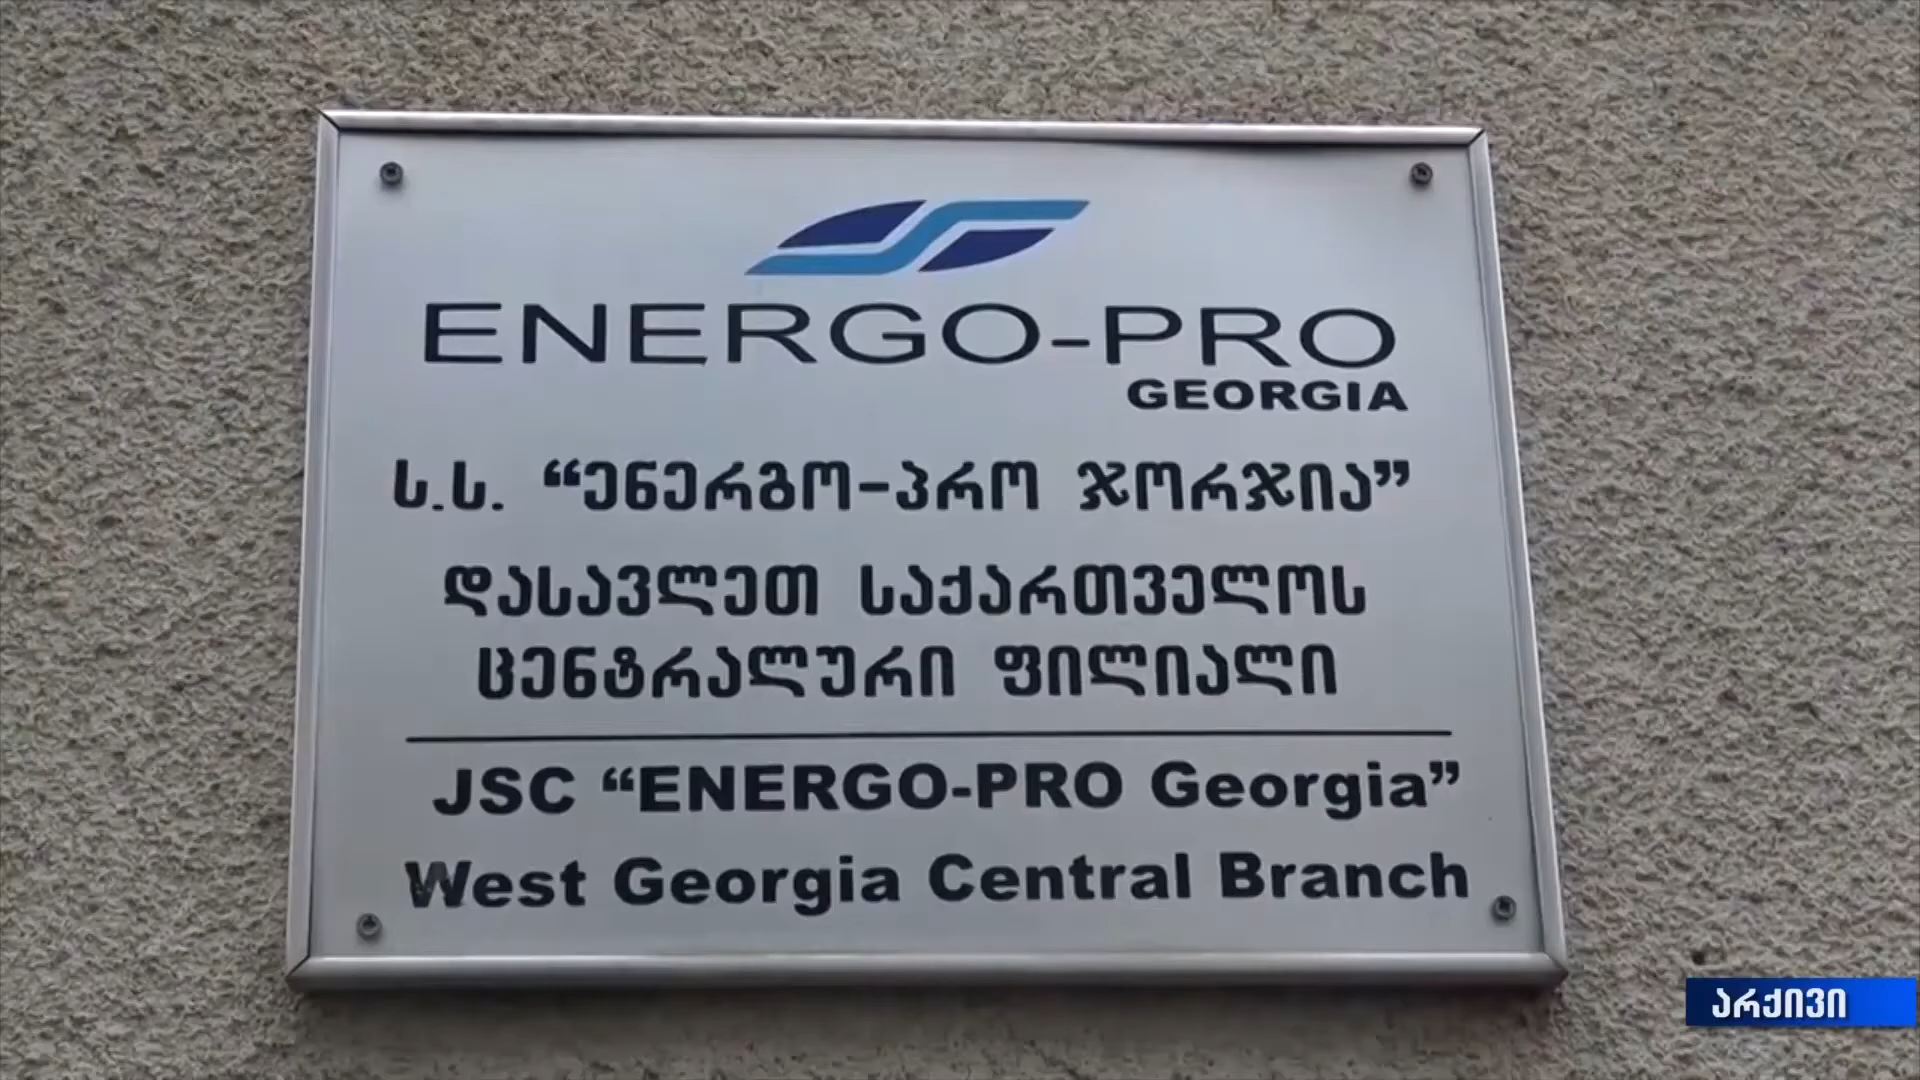 ENERGO-PRO
GEORGIA
ს.ს. “ენერგო-პრო ჯორჯია”
დასავლეთ საქართველოს
ცენტრალური ფილიალი
JSC “ENERGO-PRO Georgia”
West Georgia Central Branch
არქივი